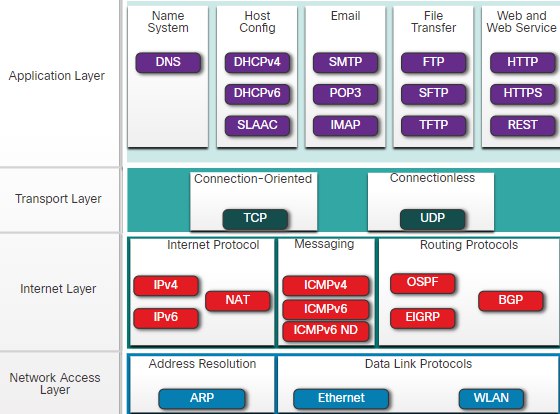 Application Layer
Name
System
DNS
Host
Config
DHCPv4
DHCPv6
SLAAC
Email
SMTP
POP3
IMAP
File
Transfer
FTP
SFTP
TFTP
Web and
Web Service
HTTP
HTTPS
REST
Transport Layer
Connection-Oriented
TCP
Connectionless
UDP
Internet Layer
Internet Protocol
IPv4
IPv6
NAT
Messaging
ICMPv4
ICMPv6
ICMPv6 ND
Routing Protocols
OSPF
EIGRP
BGP
Network Access
Layer
Address Resolution
ARP
Data Link Protocols
Ethernet
WLAN